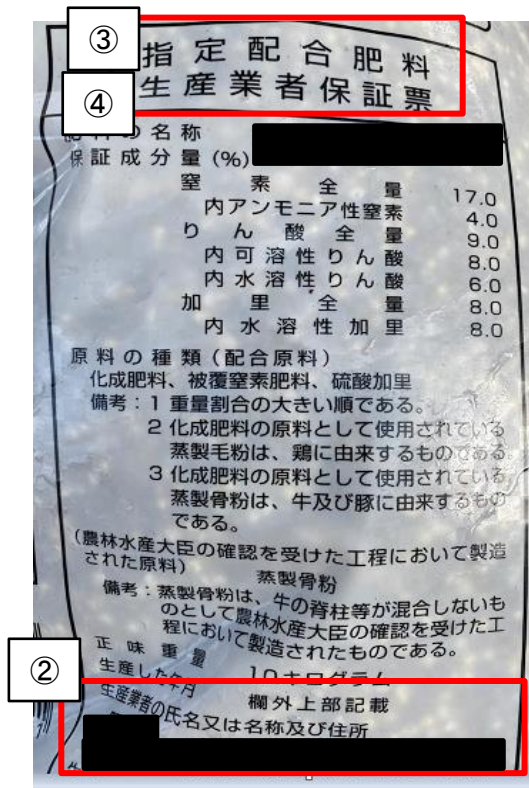 ③
指定配合肥料
④
生産業者保証票
の名称
保証成分量(%)
窒素全量 17.0
内アンモニア性窒素 4.0
りん酸全量 9.0
内可溶性りん酸 8.0
内水溶性りん酸 6.0
加里全量 8.0
内水溶性加里 8.0
原料の種類(配合原料)
化成肥料、被覆窒素肥料、硫酸加里
備考:1 重量割合の大きい順である。
2 化成肥料の原料として使用されている
蒸製毛粉は、鶏に由来するものである
3 化成肥料の原料として使用されている
蒸製骨粉は、牛及び豚に由来するもの
である。
(農林水産大臣の確認を受けた工程において製造
された原料)
蒸製骨粉
備考:蒸製骨粉は、牛の脊柱等が混合しないも
のとして農林水産大臣の確認を受けた工
程において製造されたものである。
正味重量 10キログラム
②
生産した年月 欄外上部記載
生産業者の氏名又は名称及び住所